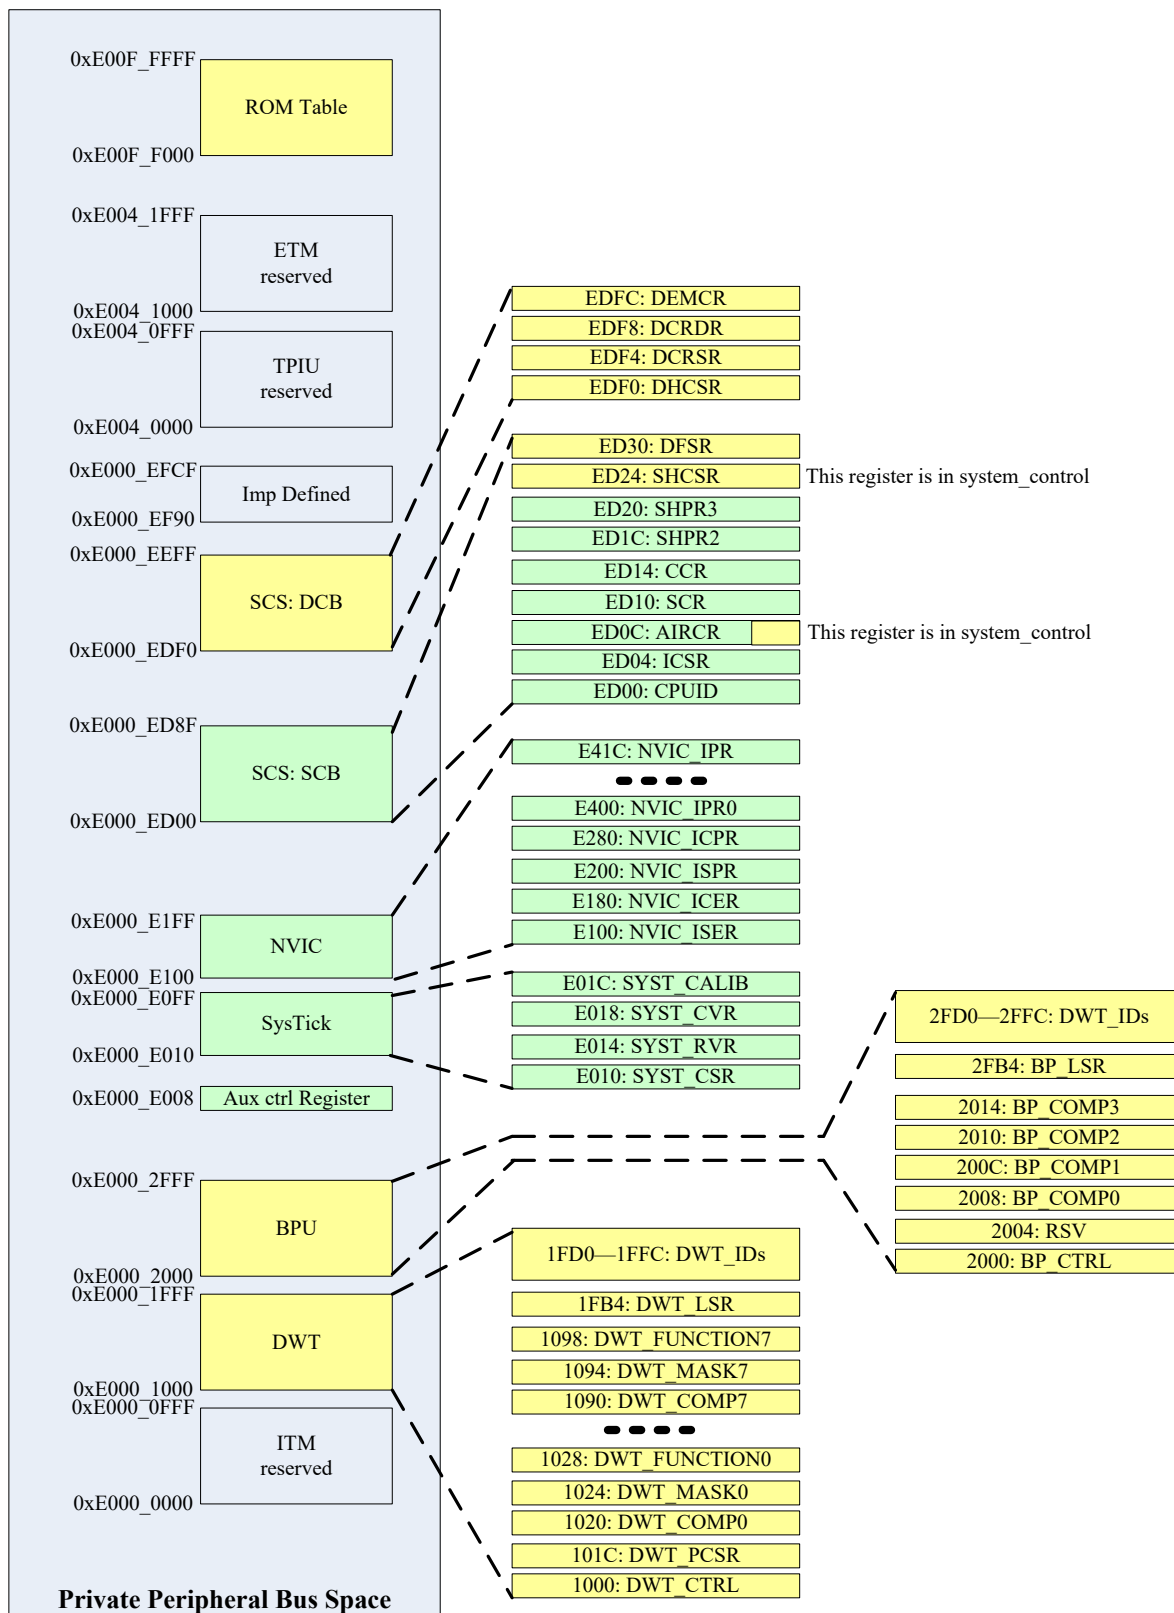 0xE00F_FFFF
ROM Table
0xE00F_F000
0xE004_1FFF
ETM
reserved
0xE004_1000
0xE004_0FFF
TPIU
reserved
0xE004_0000
0xE000_EFCF
Imp Defined
0xE000_EF90
0xE000_EEFF
SCS: DCB
0xE000_EDF0
0xE000_ED8F
SCS: SCB
0xE000_ED00
0xE000_E1FF
NVIC
0xE000_E100
0xE000_E0FF
SysTick
0xE000_E010
0xE000_E008
Aux ctrl Register
0xE000_2FFF
BPU
0xE000_2000
0xE000_1FFF
DWT
0xE000_1000
0xE000_0FFF
ITM
reserved
0xE000_0000
Private Peripheral Bus Space
EDFC: DEMCR
EDF8: DCRDR
EDF4: DCRSR
EDF0: DHCSR
ED30: DFSR
ED24: SHCSR
This register is in system_control
ED20: SHPR3
ED1C: SHPR2
ED14: CCR
ED10: SCR
ED0C: AIRCR
This register is in system_control
ED04: ICSR
ED00: CPUID
E41C: NVIC_IPR
E400: NVIC_IPR0
E280: NVIC_ICPR
E200: NVIC_ISPR
E180: NVIC_ICER
E100: NVIC_ISER
E01C: SYST_CALIB
E018: SYST_CVR
E014: SYST_RVR
E010: SYST_CSR
1FD0—1FFC: DWT_IDs
1FB4: DWT_LSR
1098: DWT_FUNCTION7
1094: DWT_MASK7
1090: DWT_COMP7
1028: DWT_FUNCTION0
1024: DWT_MASK0
1020: DWT_COMP0
101C: DWT_PCSR
1000: DWT_CTRL
2FD0—2FFC: DWT_IDs
2FB4: BP_LSR
2014: BP_COMP3
2010: BP_COMP2
200C: BP_COMP1
2008: BP_COMP0
2004: RSV
2000: BP_CTRL